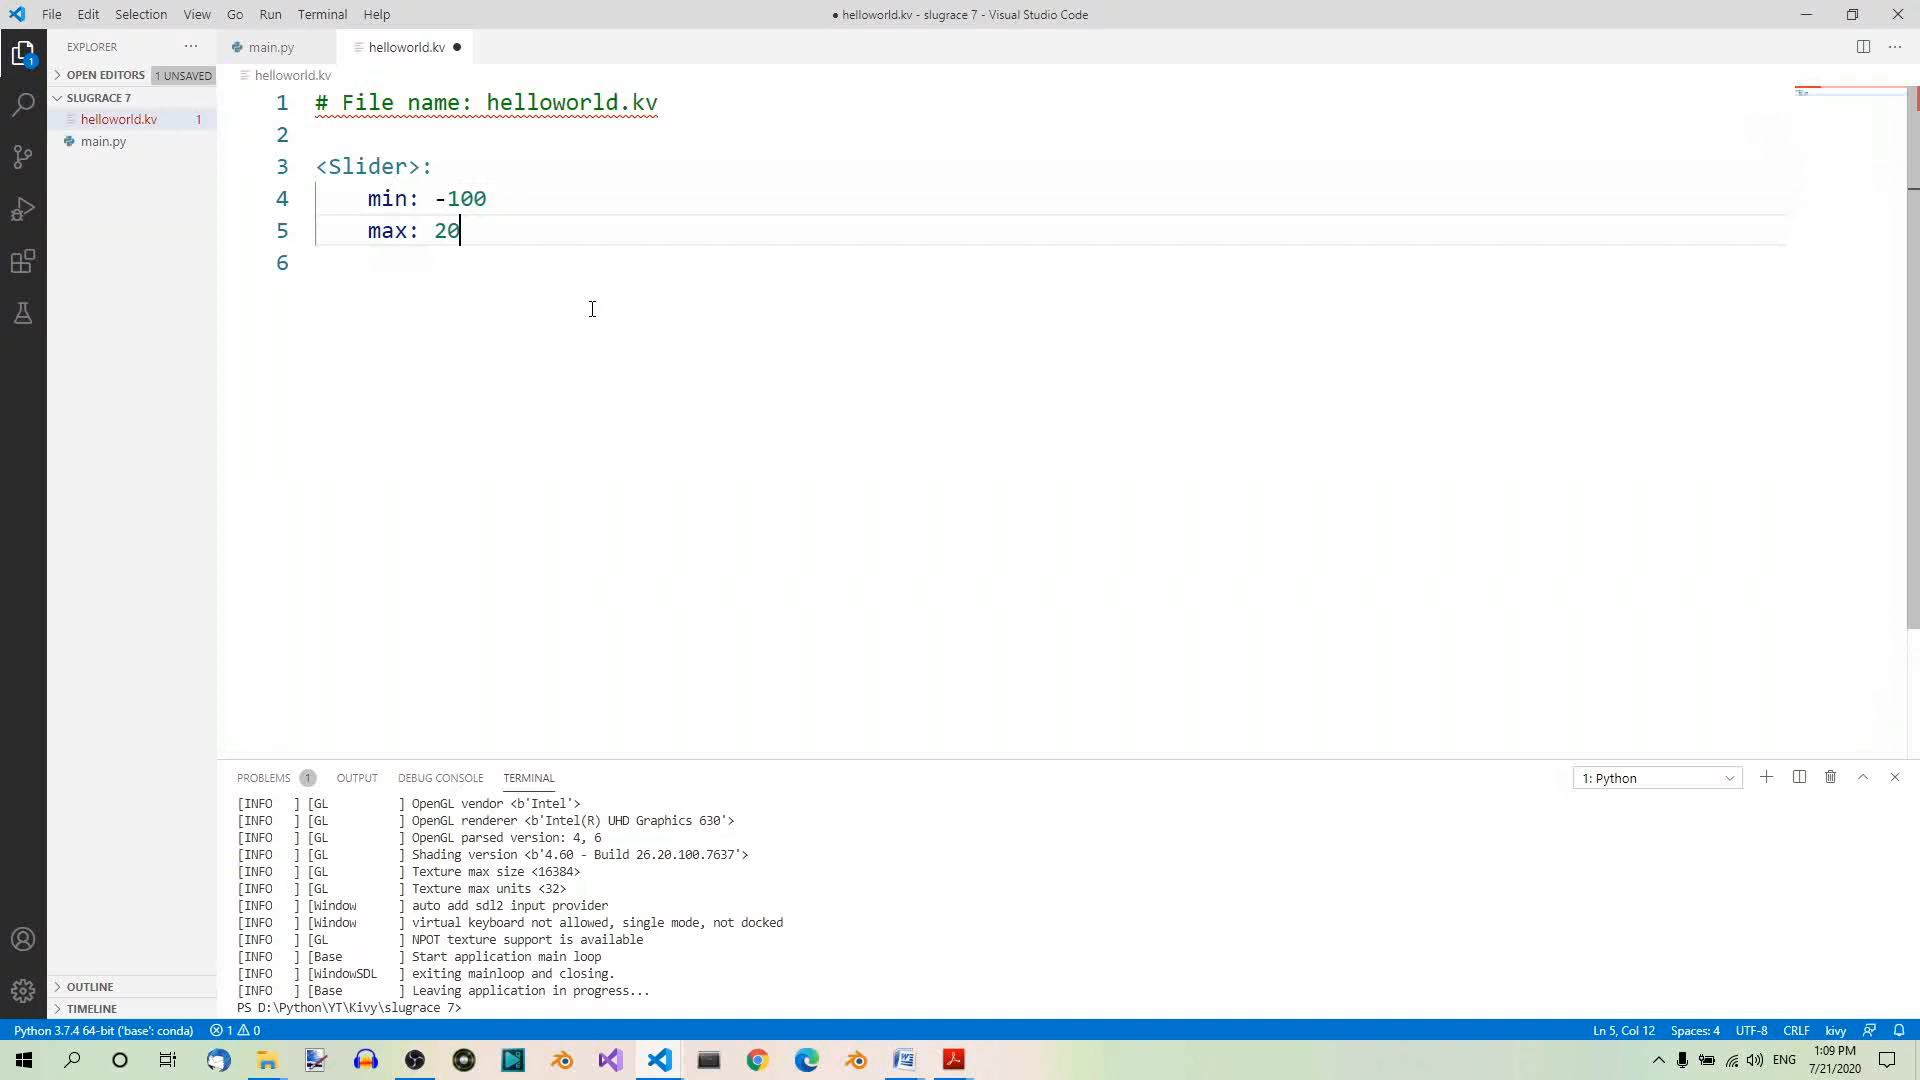 File Edit Selection View Go Run Terminal Help
● helloworld.kv - slugrace 7 - Visual Studio Code
EXPLORER ···
main.py
helloworld.kv ●
OPEN EDITORS 1 UNSAVED
helloworld.kv
SLUGRACE 7
helloworld.kv 1
main.py
1 # File name: helloworld.kv
2
3 <Slider>:
4 min: -100
5 max: 20
6
1
PROBLEMS 1 OUTPUT DEBUG CONSOLE TERMINAL
1: Python
[INFO   ] [GL          ] OpenGL vendor <b'Intel'>
[INFO   ] [GL          ] OpenGL renderer <b'Intel(R) UHD Graphics 630'>
[INFO   ] [GL          ] OpenGL parsed version: 4, 6
[INFO   ] [GL          ] Shading version <b'4.60 - Build 26.20.100.7637'>
[INFO   ] [GL          ] Texture max size <16384>
[INFO   ] [GL          ] Texture max units <32>
[INFO   ] [Window      ] auto add sdl2 input provider
[INFO   ] [Window      ] virtual keyboard not allowed, single mode, not docked
[INFO   ] [GL          ] NPOT texture support is available
[INFO   ] [Base        ] Start application main loop
[INFO   ] [WindowSDL   ] exiting mainloop and closing.
[INFO   ] [Base        ] Leaving application in progress...
PS D:\Python\YT\Kivy\slugrace 7>
OUTLINE
TIMELINE
Python 3.7.4 64-bit ('base': conda) 1 0
Ln 5, Col 12 Spaces: 4 UTF-8 CRLF kivy
ENG
1:09 PM
7/21/2020